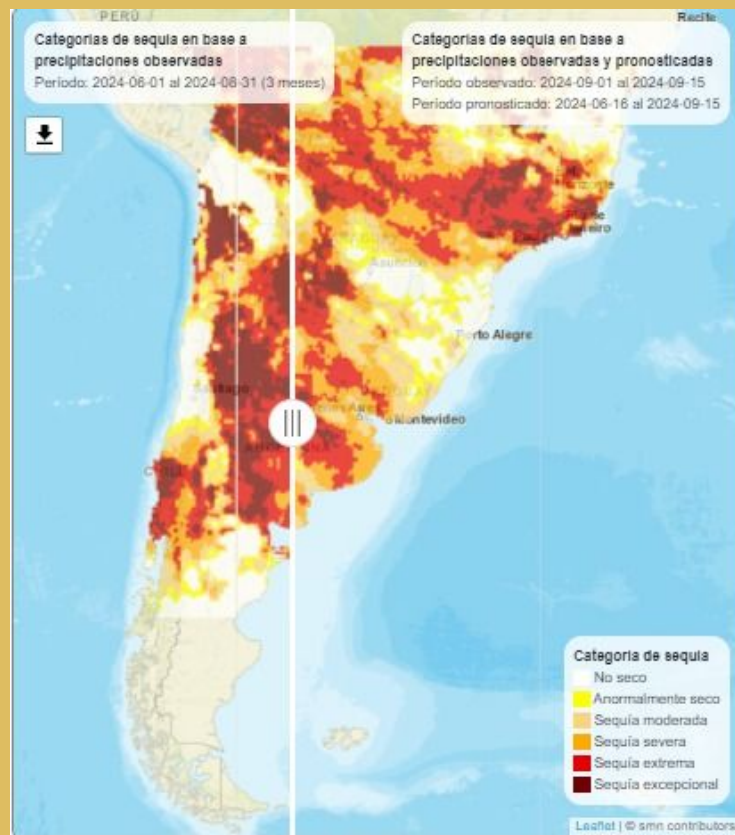 PERÚ
Recife
Categorías de sequía en base a
precipitaciones observadas
Período: 2024-06-01 al 2024-08-31 (3 meses)
Categorías de sequía en base a
precipitaciones observadas y pronosticadas
Período observado: 2024-09-01 al 2024-09-15
Período pronosticado: 2024-06-16 al 2024-09-15
Asunción
Porto Alegre
Santiago
Montevideo
Categoría de sequía
No seco
Anormalmente seco
Sequía moderada
Sequía severa
Sequía extrema
Sequía excepcional
Leaflet | © smn contributors